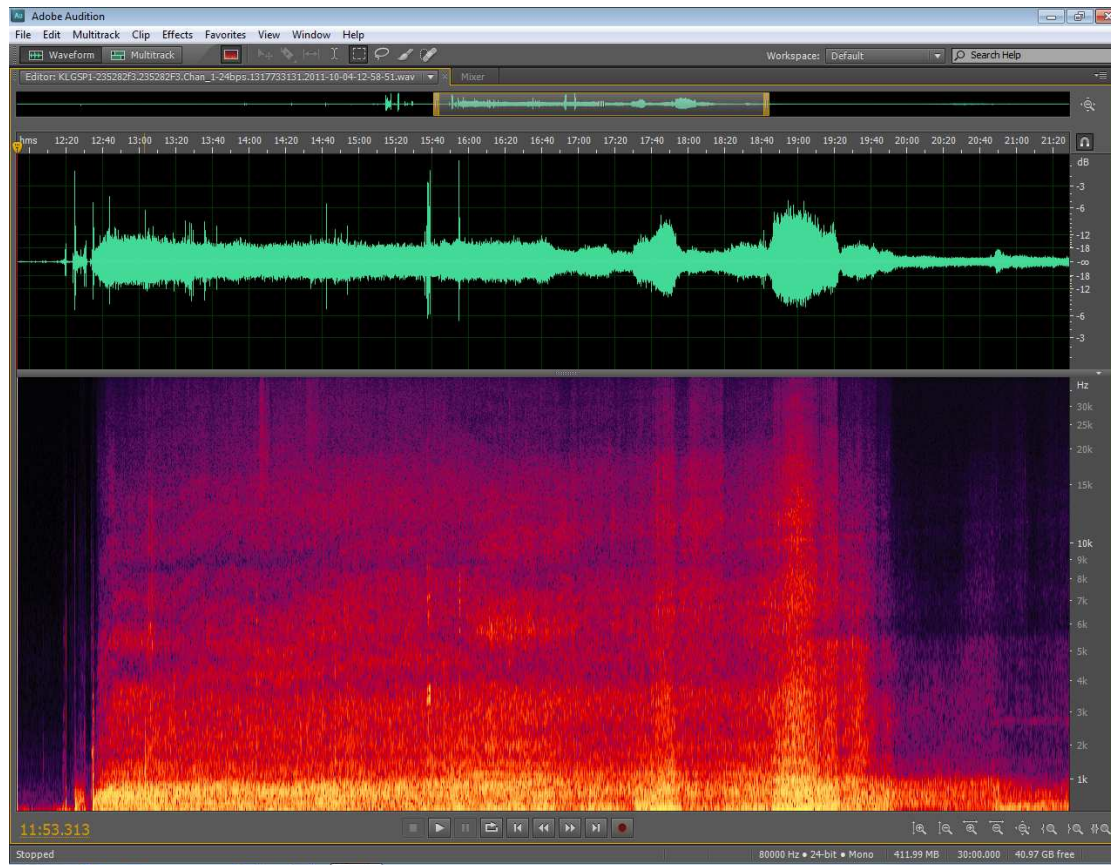 Au Adobe Audition
File Edit Multitrack Clip Effects Favorites View Window Help
Waveform Multitrack Workspace: Default Search Help
Editor: KLGSP1-235282f3.235282F3.Chan_1-24bps.1317733131.2011-10-04-12-58-51.wav Mixer
hms 12:20 12:40 13:00 13:20 13:40 14:00 14:20 14:40 15:00 15:20 15:40 16:00 16:20 16:40 17:00 17:20 17:40 18:00 18:20 18:40 19:00 19:20 19:40 20:00 20:20 20:40 21:00 21:20
dB
-3
-6
-12
-18
-∞
-18
-12
-6
-3
Hz
30k
25k
20k
15k
10k
9k
8k
7k
6k
5k
4k
3k
2k
1k
11:53.313
Stopped 80000 Hz • 24-bit • Mono 411.99 MB 30:00.000 40.97 GB free